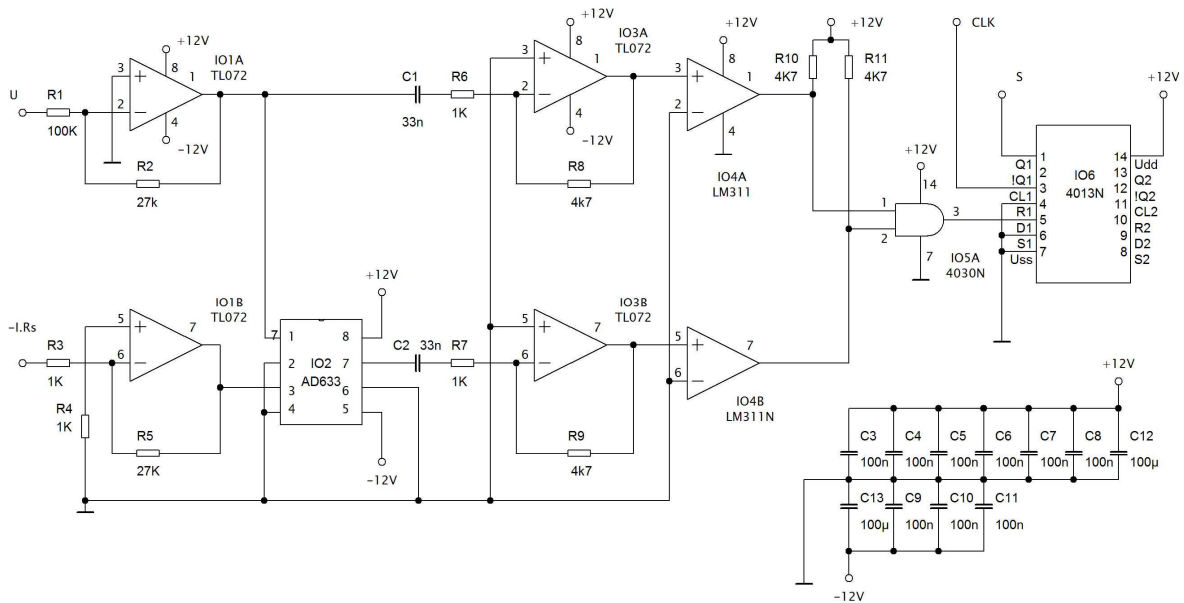 CLK
+12V
+12V
+12V
IO1A
TL072
IO3A
TL072
8
3
1
2
4
-12V
U
R1
100K
R2
27k
C1
33n
R6
1K
8
3
1
2
4
-12V
R8
4k7
+12V
8
3
1
2
4
IO4A
LM311
R10
4K7
R11
4K7
S
+12V
IO6
4013N
1
2
3
4
5
6
7
14
13
12
11
10
9
8
Q1
!Q1
CL1
R1
D1
S1
Uss
Udd
Q2
!Q2
CL2
R2
D2
S2
+12V
14
1
3
2
7
IO5A
4030N
-I.Rs
R3
1K
R4
1K
5
7
6
IO1B
TL072
R5
27K
+12V
7
1
2
3
4
8
7
6
5
IO2
AD633
-12V
C2
33n
R7
1K
IO3B
TL072
5
7
6
R9
4k7
5
7
6
IO4B
LM311N
+12V
C3
100n
C4
100n
C5
100n
C6
100n
C7
100n
C8
100n
C12
100µ
C13
100µ
C9
100n
C10
100n
C11
100n
-12V